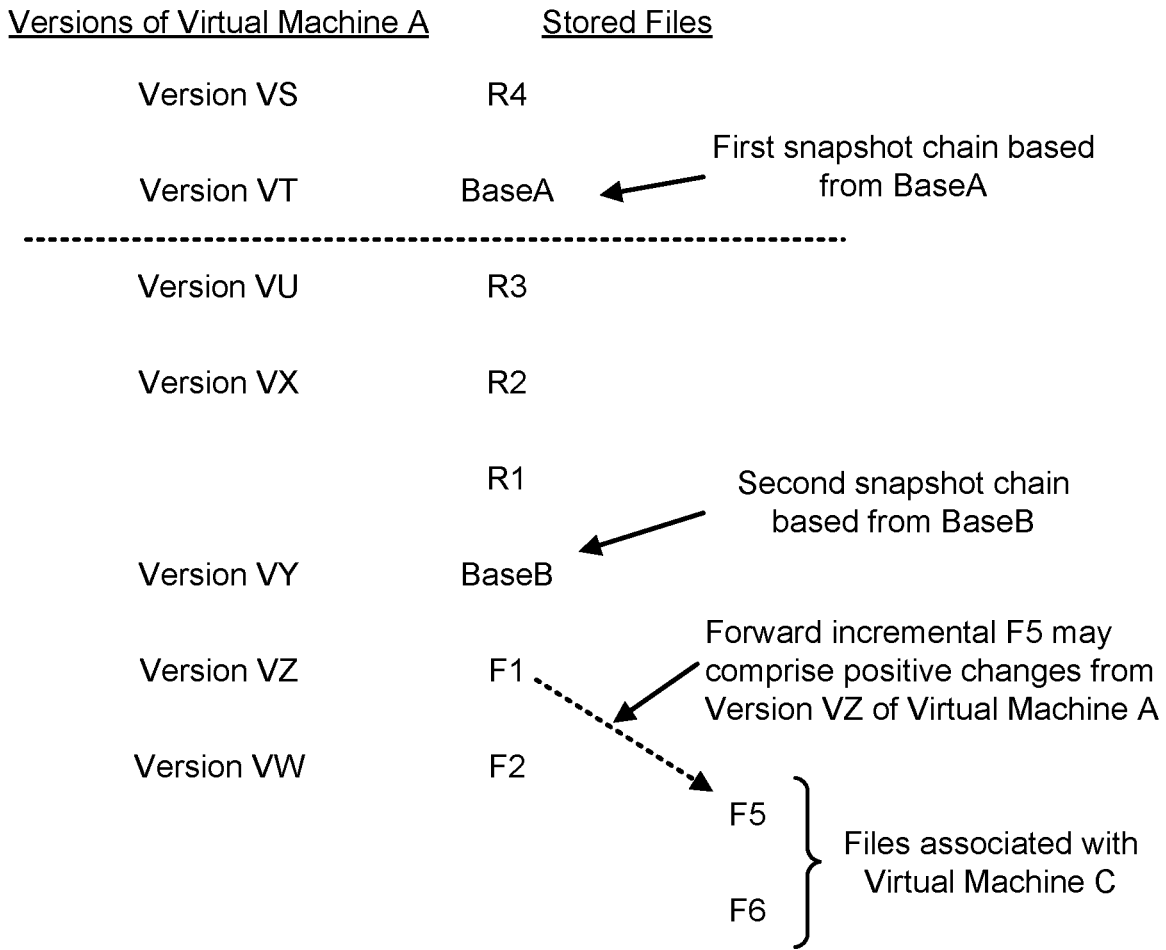 Versions of Virtual Machine A Stored Files
Version VS R4
First snapshot chain based
from BaseA
Version VT BaseA
Version VU R3
Version VX R2
R1
Second snapshot chain
based from BaseB
Version VY BaseB
Forward incremental F5 may
comprise positive changes from
Version VZ of Virtual Machine A
Version VZ F1
Version VW F2
F5
Files associated with
Virtual Machine C
F6